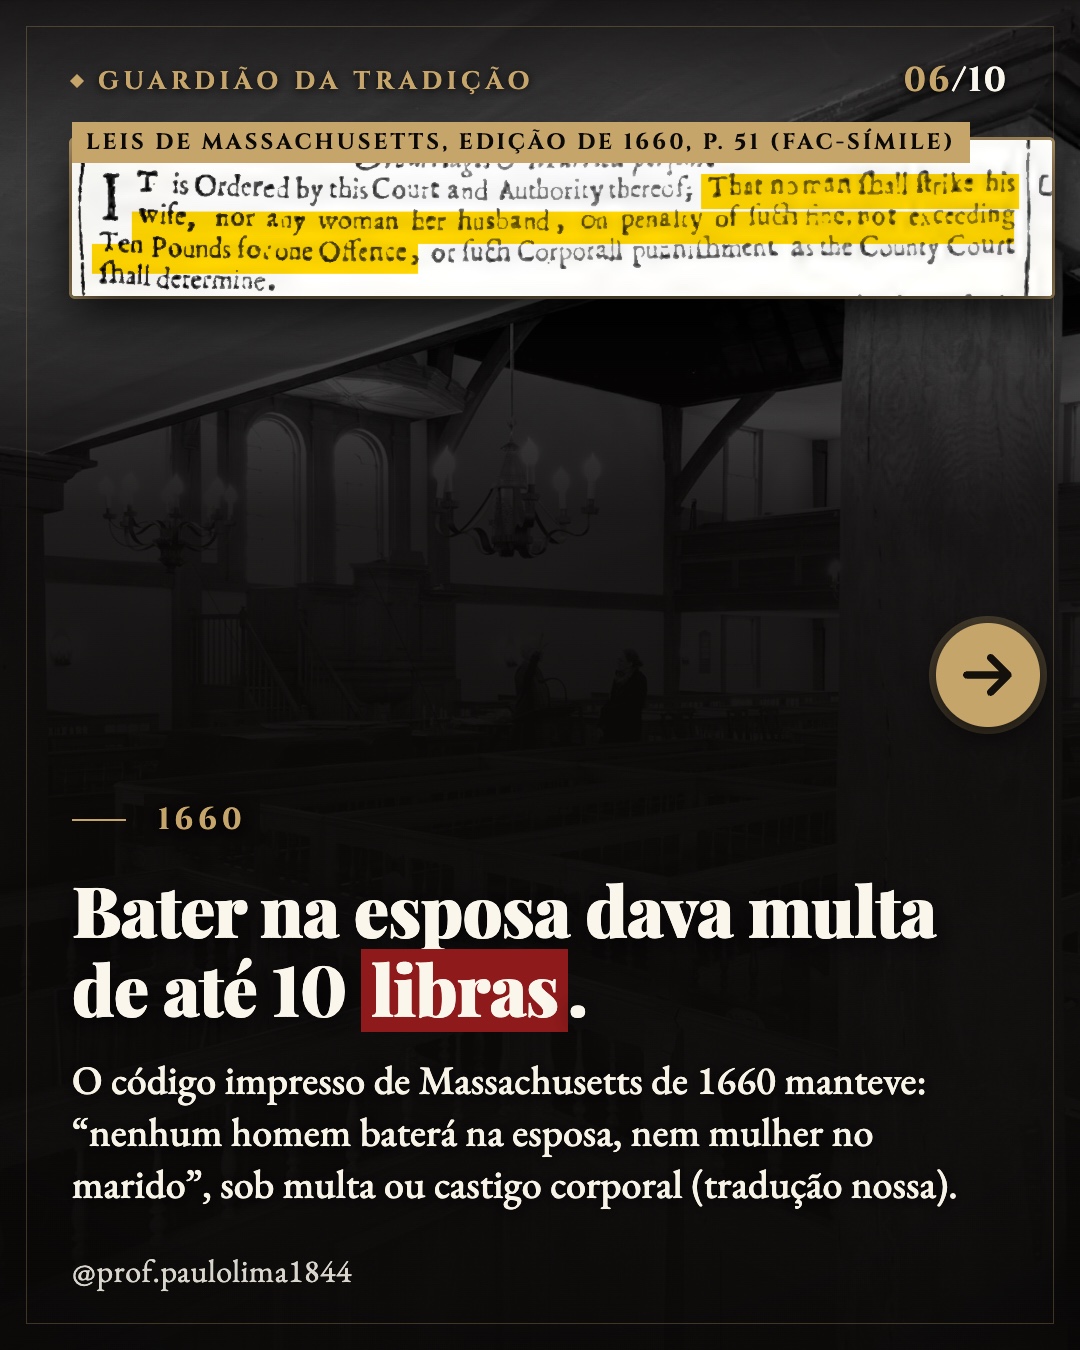 ◆ GUARDIÃO DA TRADIÇÃO
06/10
LEIS DE MASSACHUSETTS, EDIÇÃO DE 1660, P. 51 (FAC-SÍMILE)
IT is Ordered by this Court and Authority thereof; That no man ſhall ſtrike his
wife, nor any woman her husband, on penalty of ſuch fine, not exceeding
Ten Pounds for one Offence, or ſuch Corporall puniſhment as the County Court
ſhall determine.
1660
Bater na esposa dava multa
de até 10 libras.
O código impresso de Massachusetts de 1660 manteve:
“nenhum homem baterá na esposa, nem mulher no
marido”, sob multa ou castigo corporal (tradução nossa).
@prof.paulolima1844